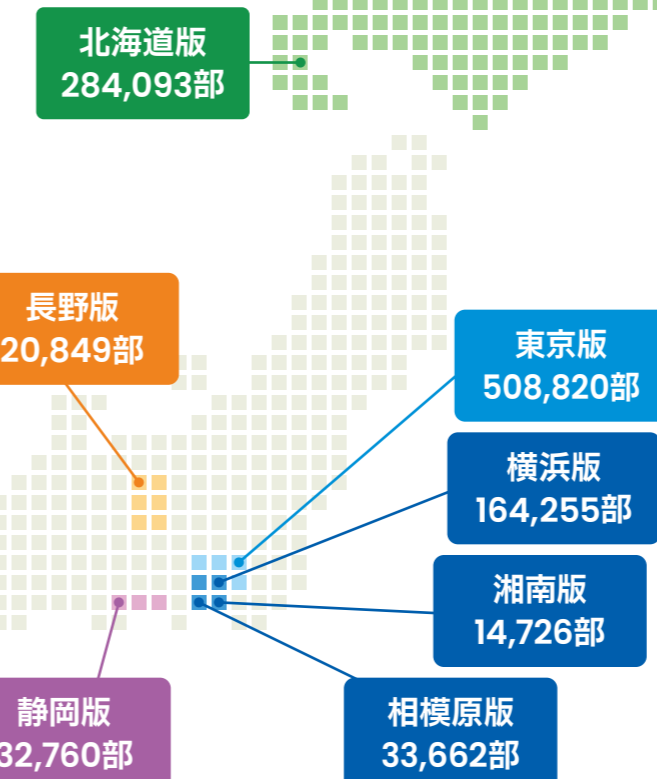 北海道版
284,093部
長野版
20,849部
東京版
508,820部
横浜版
164,255部
湘南版
14,726部
静岡版
32,760部
相模原版
33,662部